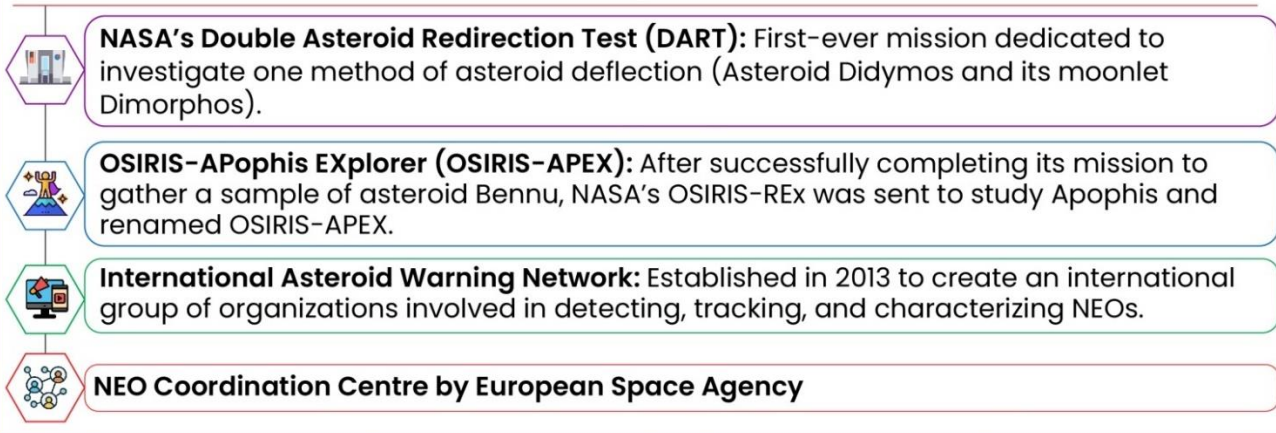 NASA's Double Asteroid Redirection Test (DART): First-ever mission dedicated to
investigate one method of asteroid deflection (Asteroid Didymos and its moonlet
Dimorphos).
OSIRIS-APophis EXplorer (OSIRIS-APEX): After successfully completing its mission to
gather a sample of asteroid Bennu, NASA's OSIRIS-REx was sent to study Apophis and
renamed OSIRIS-APEX.
International Asteroid Warning Network: Established in 2013 to create an international
group of organizations involved in detecting, tracking, and characterizing NEOs.
NEO Coordination Centre by European Space Agency